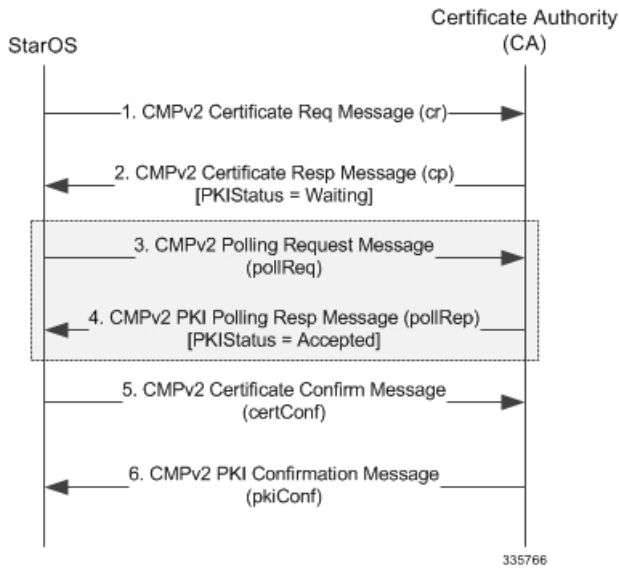 Certificate Authority
(CA)
StarOS
1. CMPv2 Certificate Req Message (cr)
2. CMPv2 Certificate Resp Message (cp)
[PKIStatus = Waiting]
3. CMPv2 Polling Request Message
(pollReq)
4. CMPv2 PKI Polling Resp Message (pollRep)
[PKIStatus = Accepted]
5. CMPv2 Certificate Confirm Message
(certConf)
6. CMPv2 PKI Confirmation Message
(pkiConf)
335766